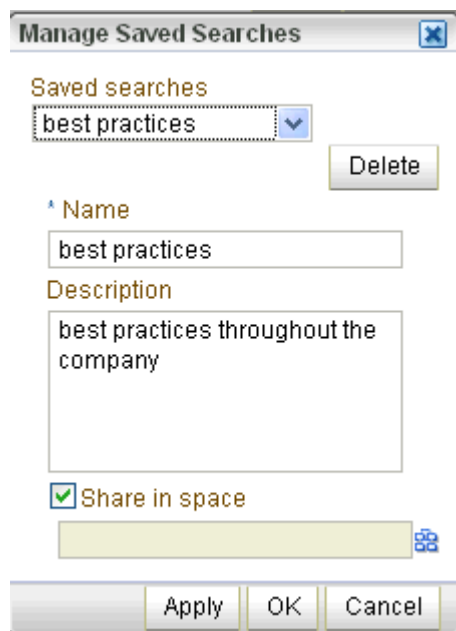 Manage Saved Searches
Saved searches
best practices
Delete
* Name
best practices
Description
best practices throughout the
company
Share in space
Apply OK Cancel